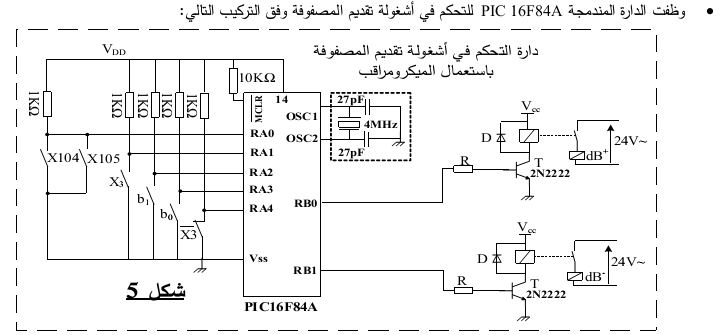 • وظفت الدارة المندمجة PIC 16F84A للتحكم في أشغولة تقديم المصفوفة وفق التركيب التالي:
دارة التحكم في أشغولة تقديم المصفوفة
باستعمال الميكرومراقب
VDD
10KΩ
1KΩ
1KΩ
1KΩ
1KΩ
1KΩ
MCLR
14
OSC1
OSC2
27pF
4MHz
27pF
RA0
RA1
RA2
RA3
RA4
X104
X105
X3
b1
b0
X3
Vss
RB0
RB1
PIC16F84A
شكل 5
Vcc
D
R
T
2N2222
dB+
24V~
Vcc
D
R
T
2N2222
dB-
24V~